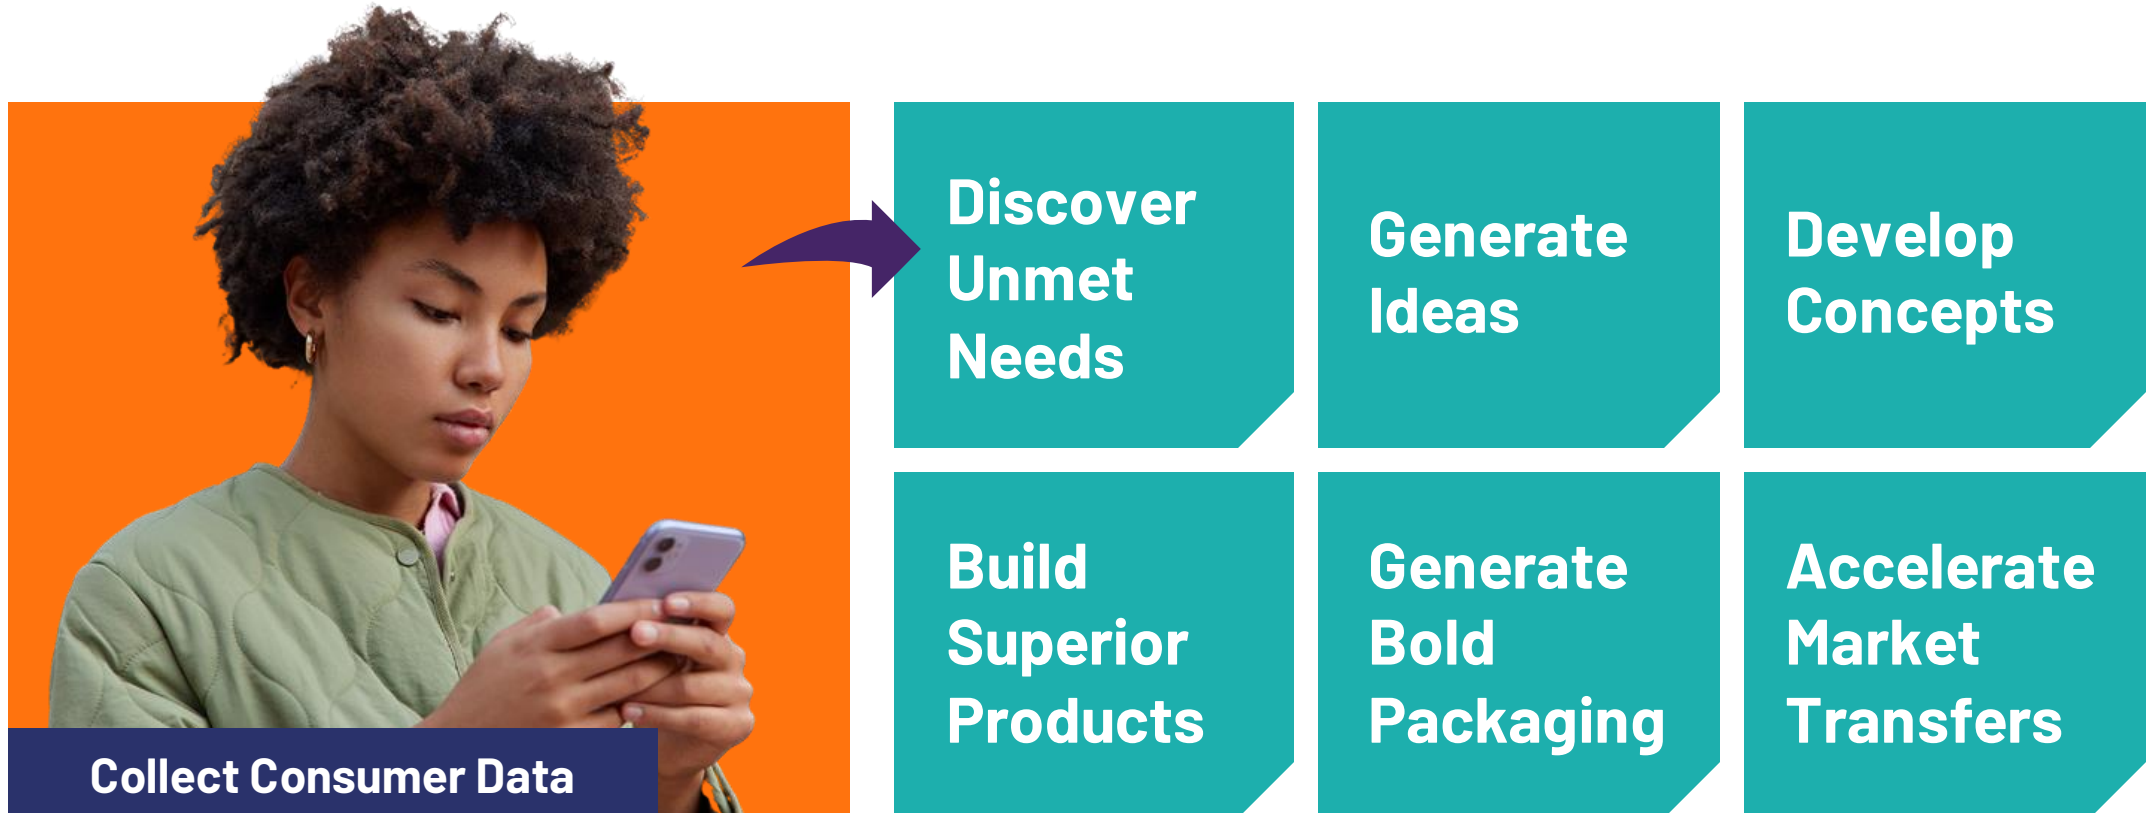 Discover
Unmet
Needs
Generate
Ideas
Develop
Concepts
Build
Superior
Products
Generate
Bold
Packaging
Accelerate
Market
Transfers
Collect Consumer Data